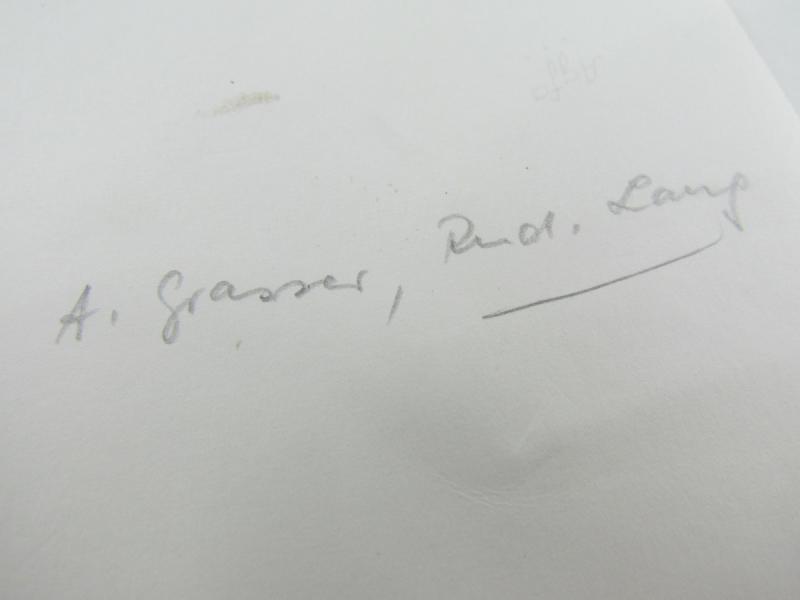 A. Grasser, Rud. Lang